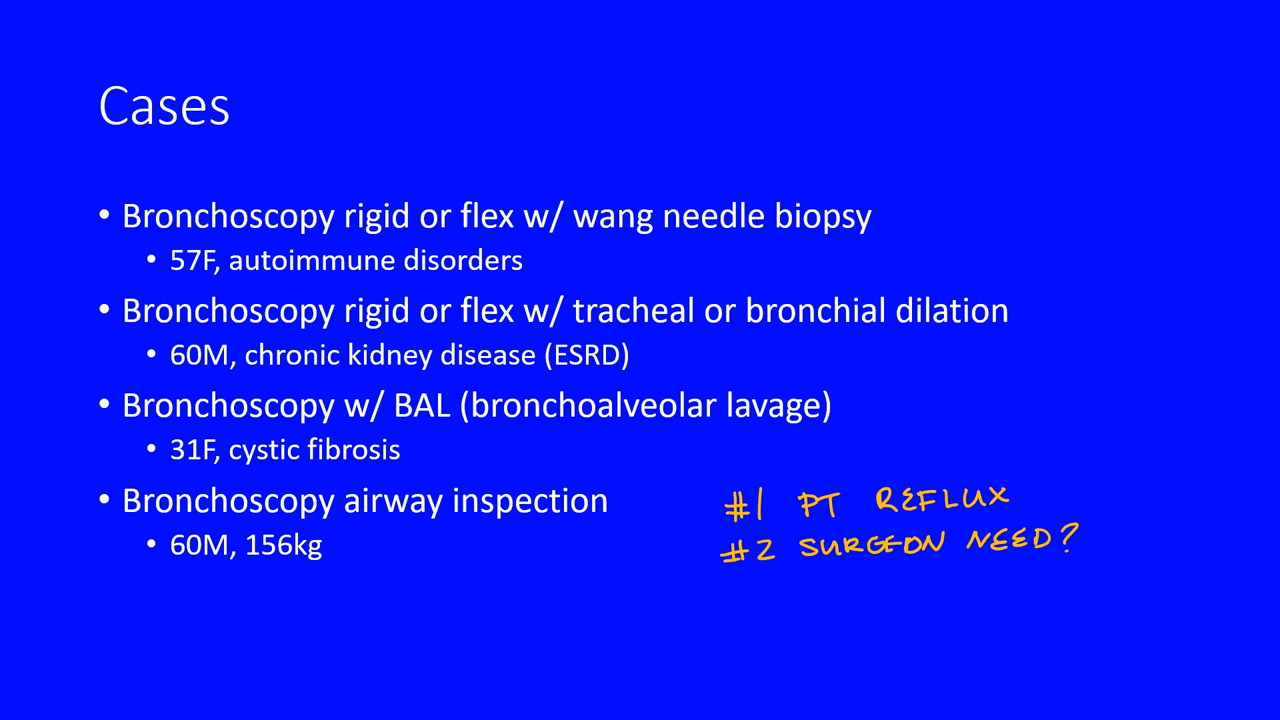 Cases
• Bronchoscopy rigid or flex w/ wang needle biopsy
• 57F, autoimmune disorders
• Bronchoscopy rigid or flex w/ tracheal or bronchial dilation
• 60M, chronic kidney disease (ESRD)
• Bronchoscopy w/ BAL (bronchoalveolar lavage)
• 31F, cystic fibrosis
• Bronchoscopy airway inspection
• 60M, 156kg
#1 PT REFLUX
#2 SURGEON NEED?